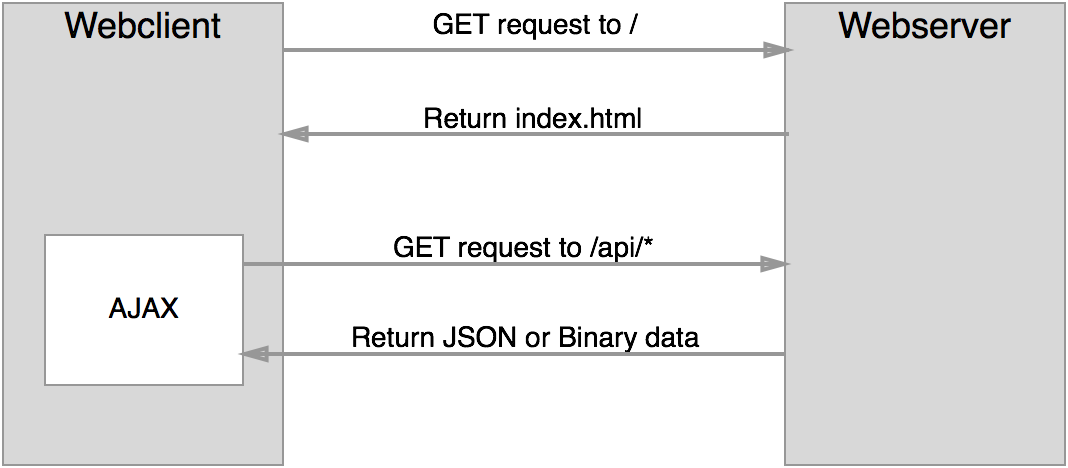 Webclient
GET request to /
Webserver
Return index.html
GET request to /api/*
AJAX
Return JSON or Binary data